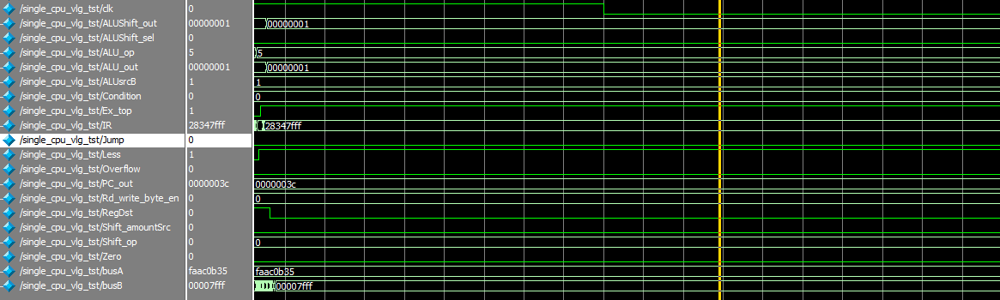 /single_cpu_vlg_tst/clk 0
/single_cpu_vlg_tst/ALUShift_out 00000001 00000001
/single_cpu_vlg_tst/ALUShift_sel 0
/single_cpu_vlg_tst/ALU_op 5 5
/single_cpu_vlg_tst/ALU_out 00000001 00000001
/single_cpu_vlg_tst/ALUsrcB 1 1
/single_cpu_vlg_tst/Condition 0 0
/single_cpu_vlg_tst/Ex_top 1
/single_cpu_vlg_tst/IR 28347fff 28347fff
/single_cpu_vlg_tst/Jump 0
/single_cpu_vlg_tst/Less 1
/single_cpu_vlg_tst/Overflow 0
/single_cpu_vlg_tst/PC_out 0000003c 0000003c
/single_cpu_vlg_tst/Rd_write_byte_en 0 0
/single_cpu_vlg_tst/RegDst 0
/single_cpu_vlg_tst/Shift_amountSrc 0
/single_cpu_vlg_tst/Shift_op 0 0
/single_cpu_vlg_tst/Zero 0
/single_cpu_vlg_tst/busA faac0b35 faac0b35
/single_cpu_vlg_tst/busB 00007fff 00007fff